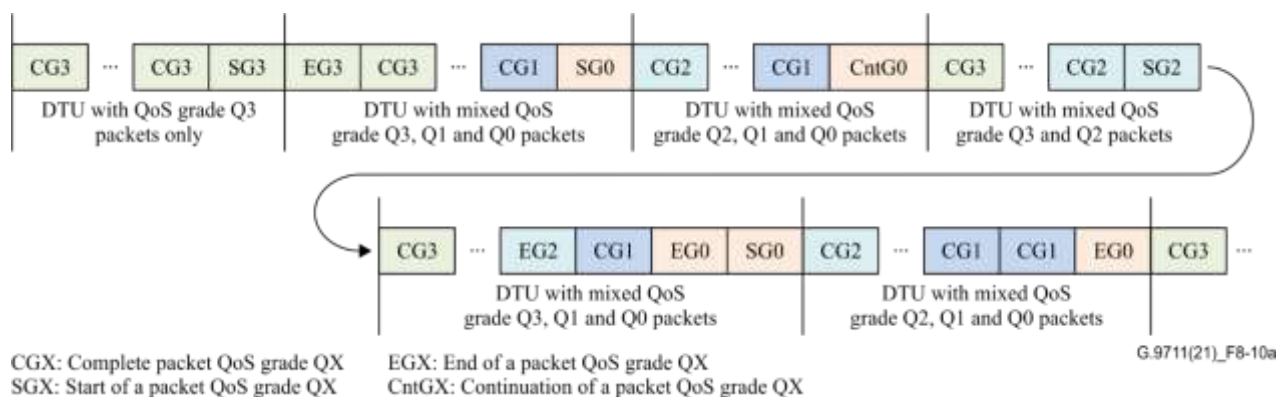 CG3 ... CG3 SG3 EG3 CG3 ... CG1 SG0 CG2 ... CG1 CntG0 CG3 ... CG2 SG2
DTU with QoS grade Q3
packets only
DTU with mixed QoS
grade Q3, Q1 and Q0 packets
DTU with mixed QoS
grade Q2, Q1 and Q0 packets
DTU with mixed QoS
grade Q3 and Q2 packets
CG3 ... EG2 CG1 EG0 SG0 CG2 ... CG1 CG1 EG0 CG3 ...
DTU with mixed QoS
grade Q3, Q1 and Q0 packets
DTU with mixed QoS
grade Q2, Q1 and Q0 packets
G.9711(21)_F8-10a
CGX: Complete packet QoS grade QX
EGX: End of a packet QoS grade QX
SGX: Start of a packet QoS grade QX
CntGX: Continuation of a packet QoS grade QX